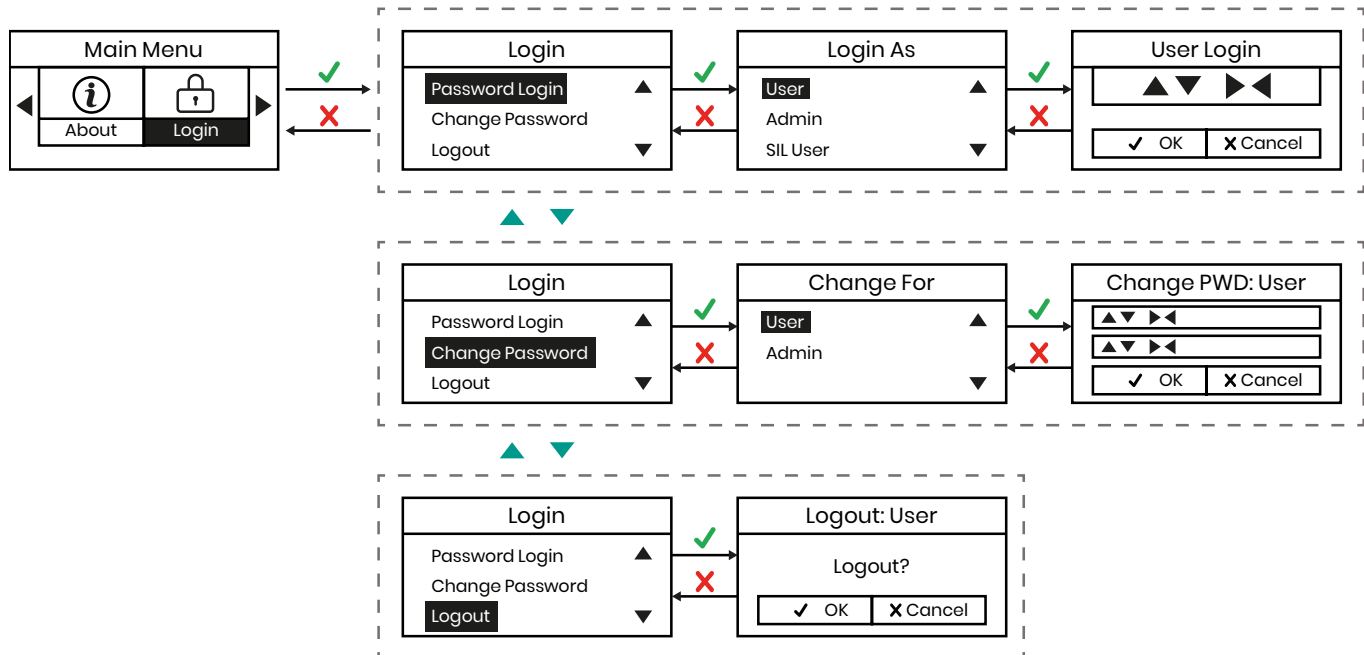 Main Menu
About
Login
Login
Password Login
Change Password
Logout
Login As
User
Admin
SIL User
User Login
OK
Cancel
Login
Password Login
Change Password
Logout
Change For
User
Admin
Change PWD: User
OK
Cancel
Login
Password Login
Change Password
Logout
Logout: User
Logout?
OK
Cancel